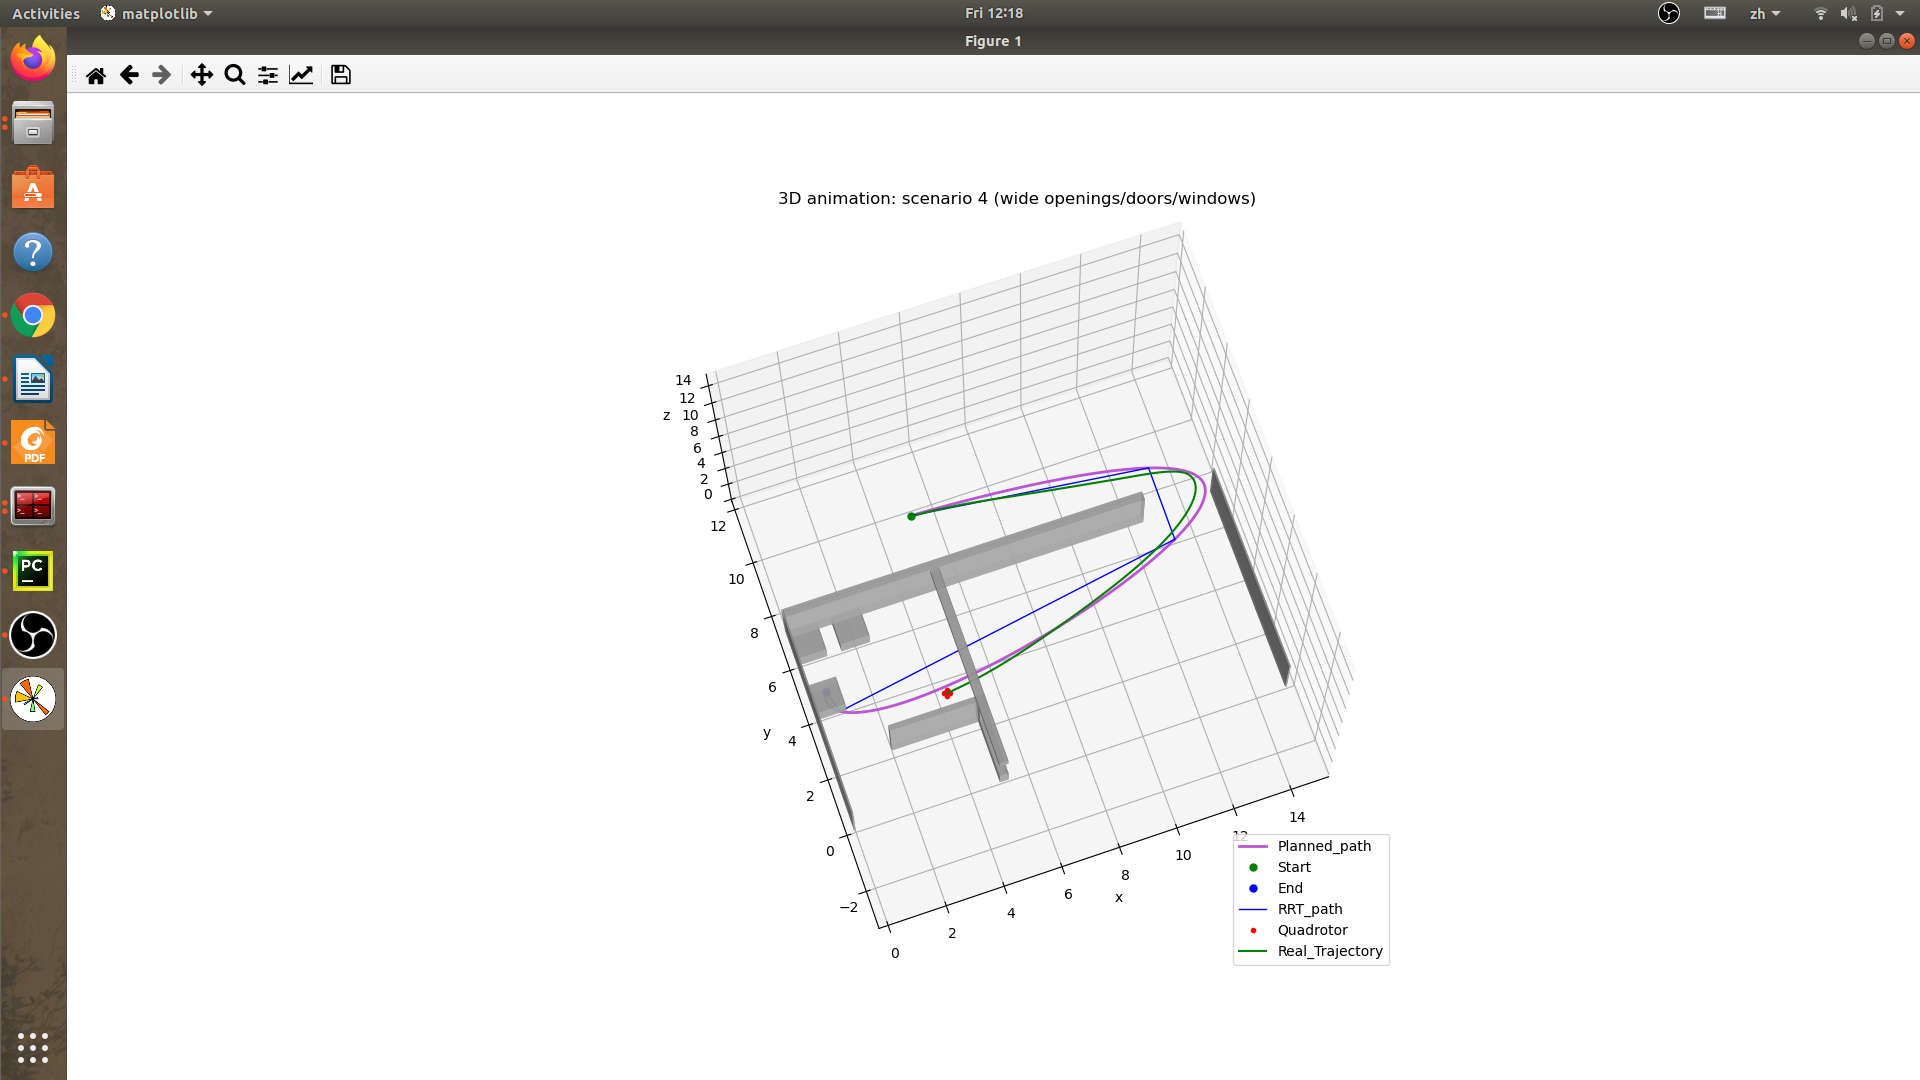 Activities matplotlib Fri 12:18 zh
Figure 1
3D animation: scenario 4 (wide openings/doors/windows)
14
12
z 10
8
6
4
2
0
12
10
8
6
y 4
2
0
−2
0
2
4
6
8
x
10
12
14
Planned_path
Start
End
RRT_path
Quadrotor
Real_Trajectory
A
?
PDF
PC